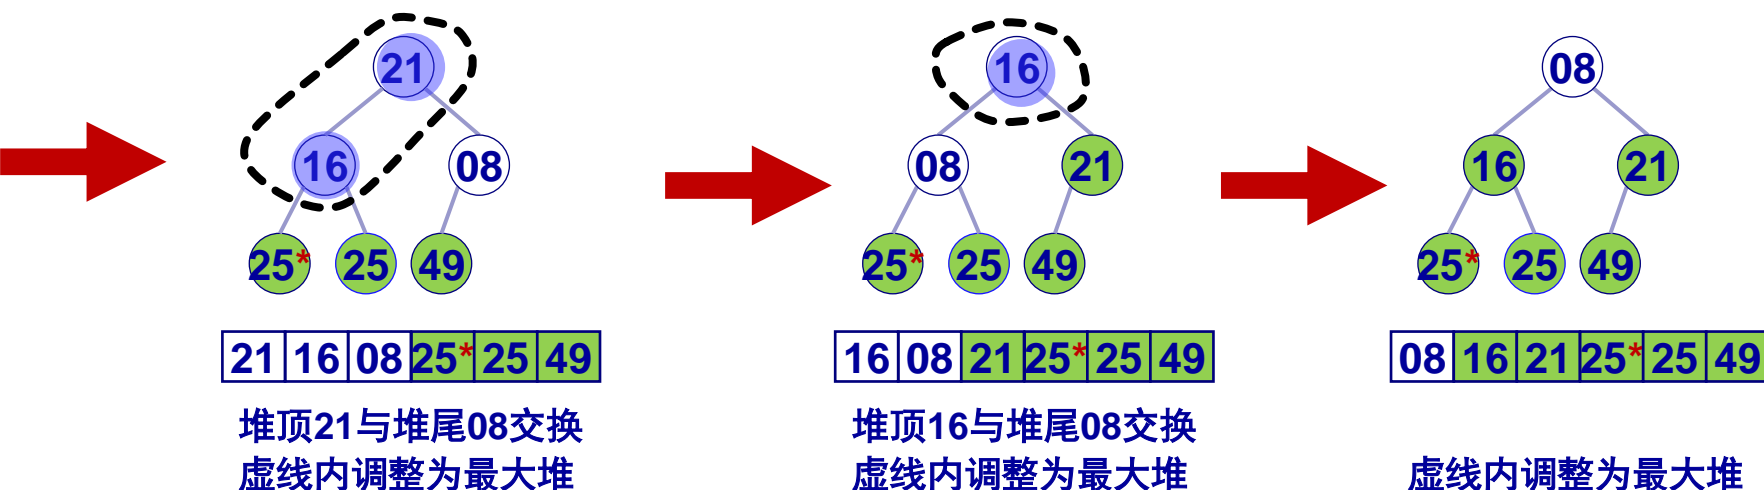 21
16 08
25* 25 49
21 16 08 25* 25 49
堆顶21与堆尾08交换
虚线内调整为最大堆
16
08 21
25* 25 49
16 08 21 25* 25 49
堆顶16与堆尾08交换
虚线内调整为最大堆
08
16 21
25* 25 49
08 16 21 25* 25 49
虚线内调整为最大堆